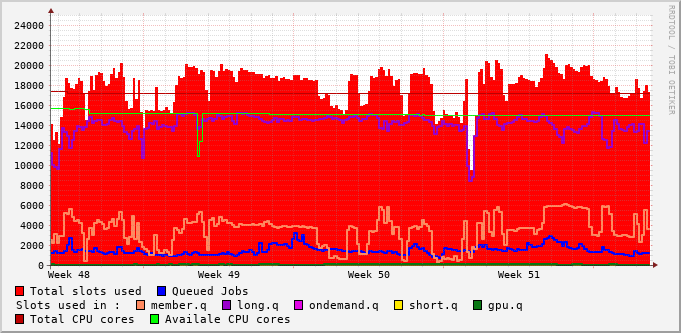 24000
22000
20000
18000
16000
14000
12000
10000
8000
6000
4000
2000
0
Week 48 Week 49 Week 50 Week 51
Total slots used Queued Jobs
Slots used in : member.q long.q ondemand.q short.q gpu.q
Total CPU cores Availale CPU cores
RRDTOOL / TOBI OETIKER